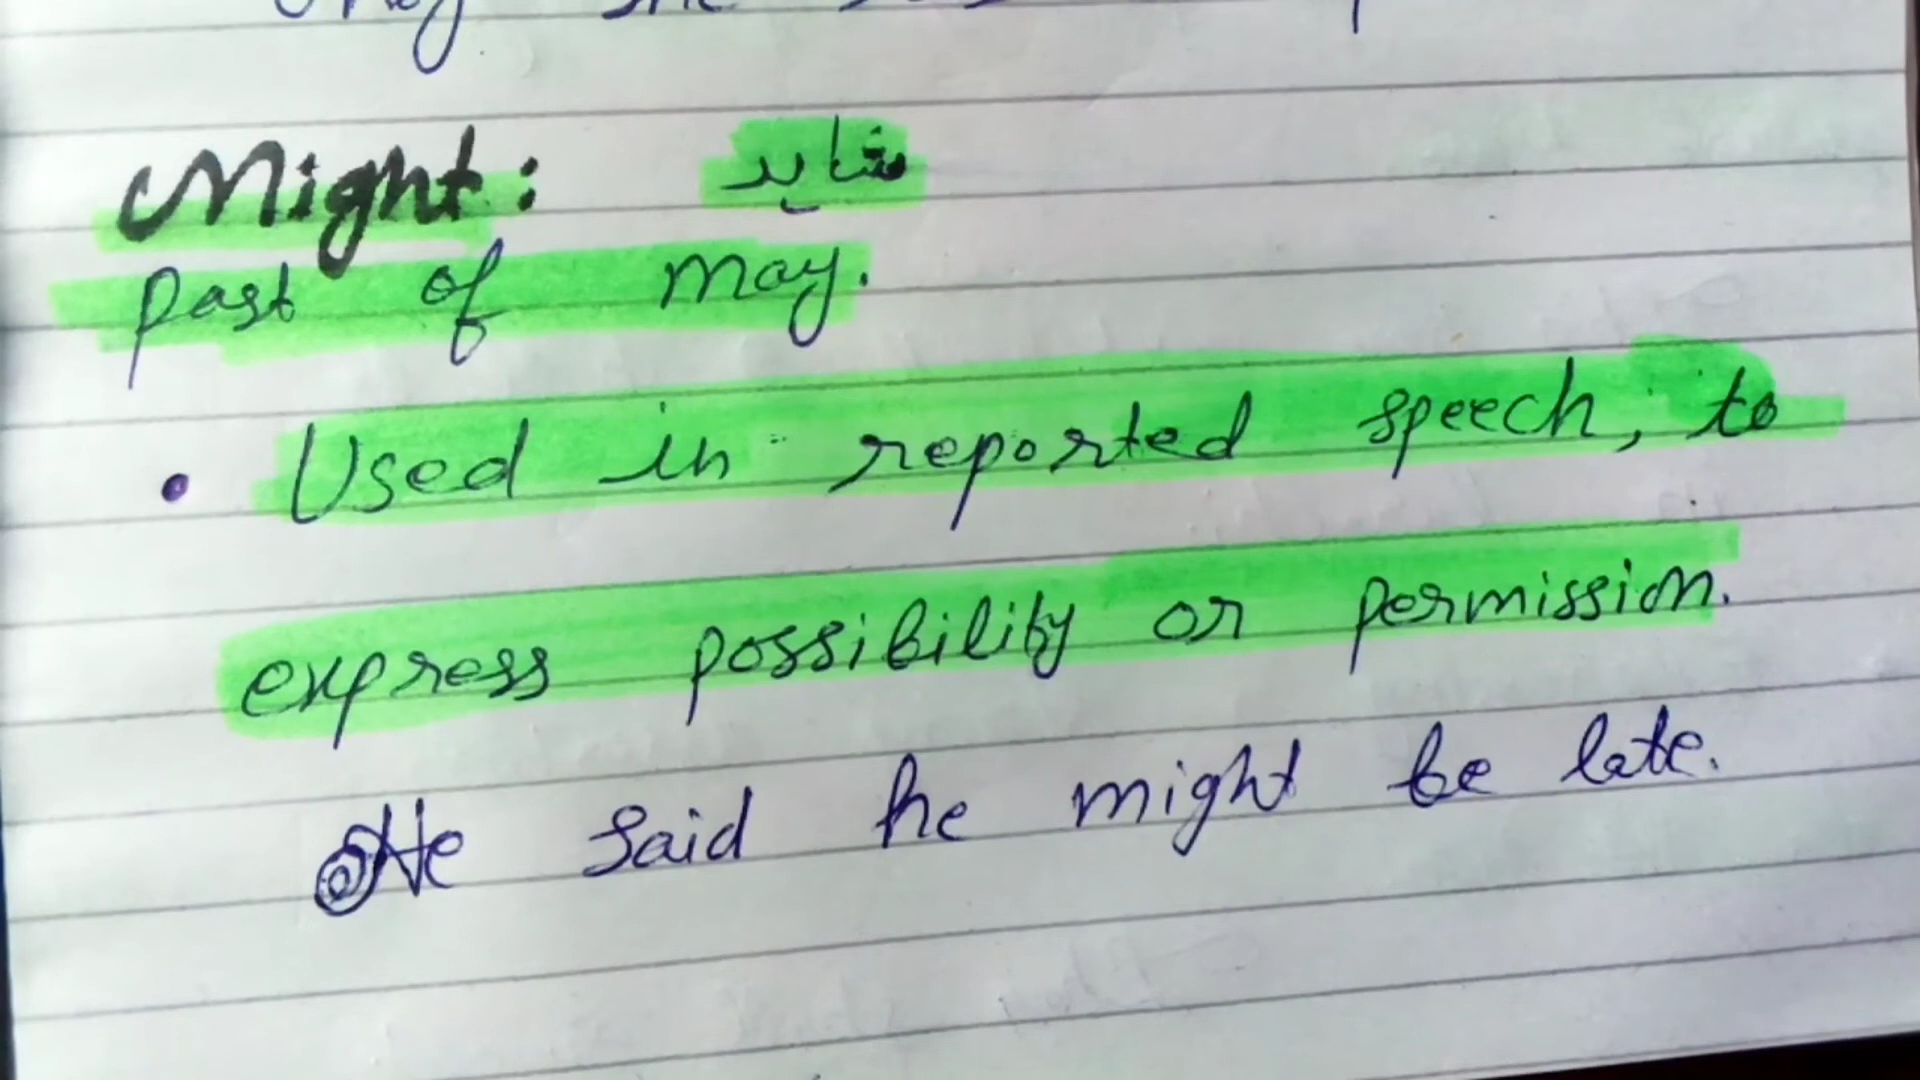 Might: شاید
Past of may.
• Used in reported speech, to
express possibility or permission.
He said he might be late.